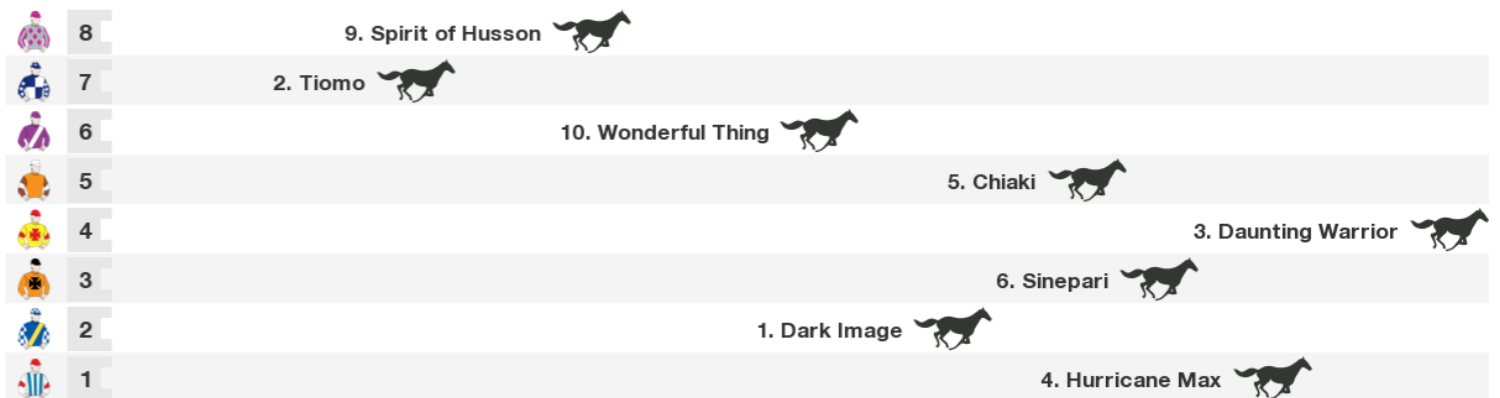 8 9. Spirit of Husson
7 2. Tiomo
6 10. Wonderful Thing
5 5. Chiaki
4 3. Daunting Warrior
3 6. Sinepari
2 1. Dark Image
1 4. Hurricane Max